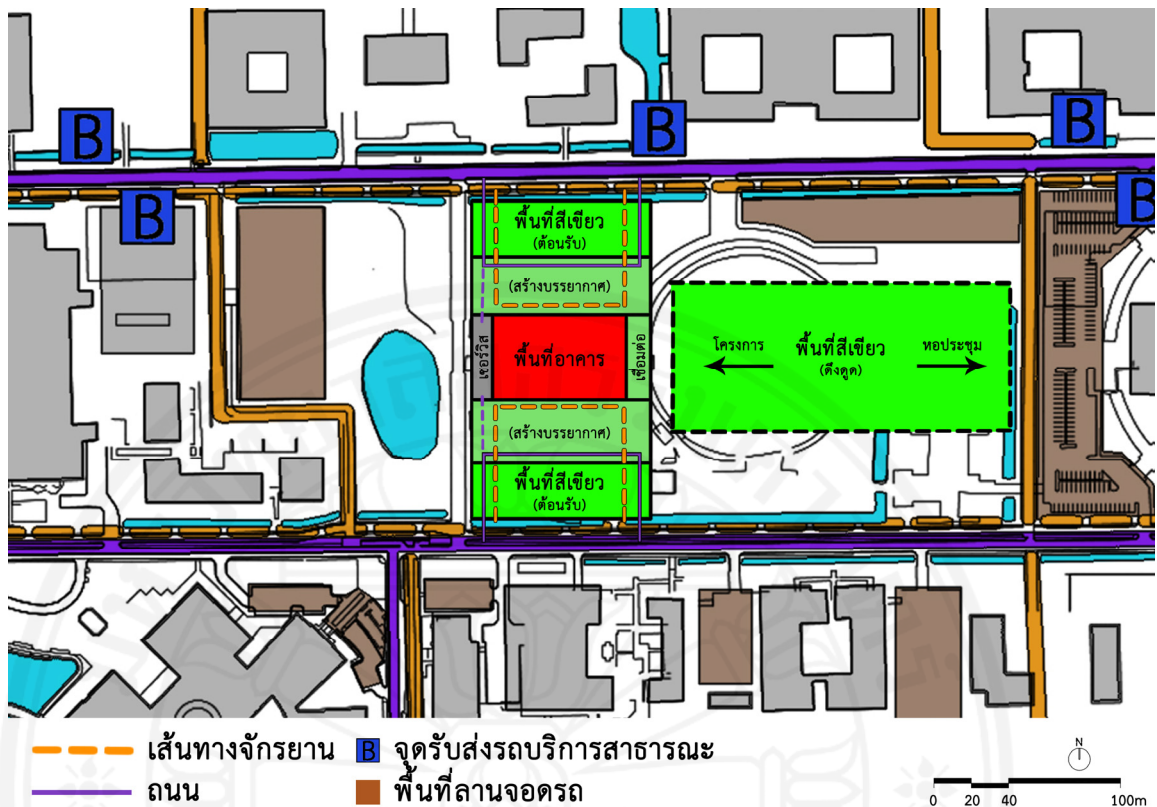 B
B
B
B
B
พื้นที่สีเขียว
(ต้อนรับ)
(สร้างบรรยากาศ)
เซอร์วิส
พื้นที่อาคาร
เชื่อมต่อ
โครงการ
พื้นที่สีเขียว
(ดึงดูด)
หอประชุม
(สร้างบรรยากาศ)
พื้นที่สีเขียว
(ต้อนรับ)
เส้นทางจักรยาน
B จุดรับส่งรถบริการสาธารณะ
ถนน
พื้นที่ลานจอดรถ
N
0 20 40 100m